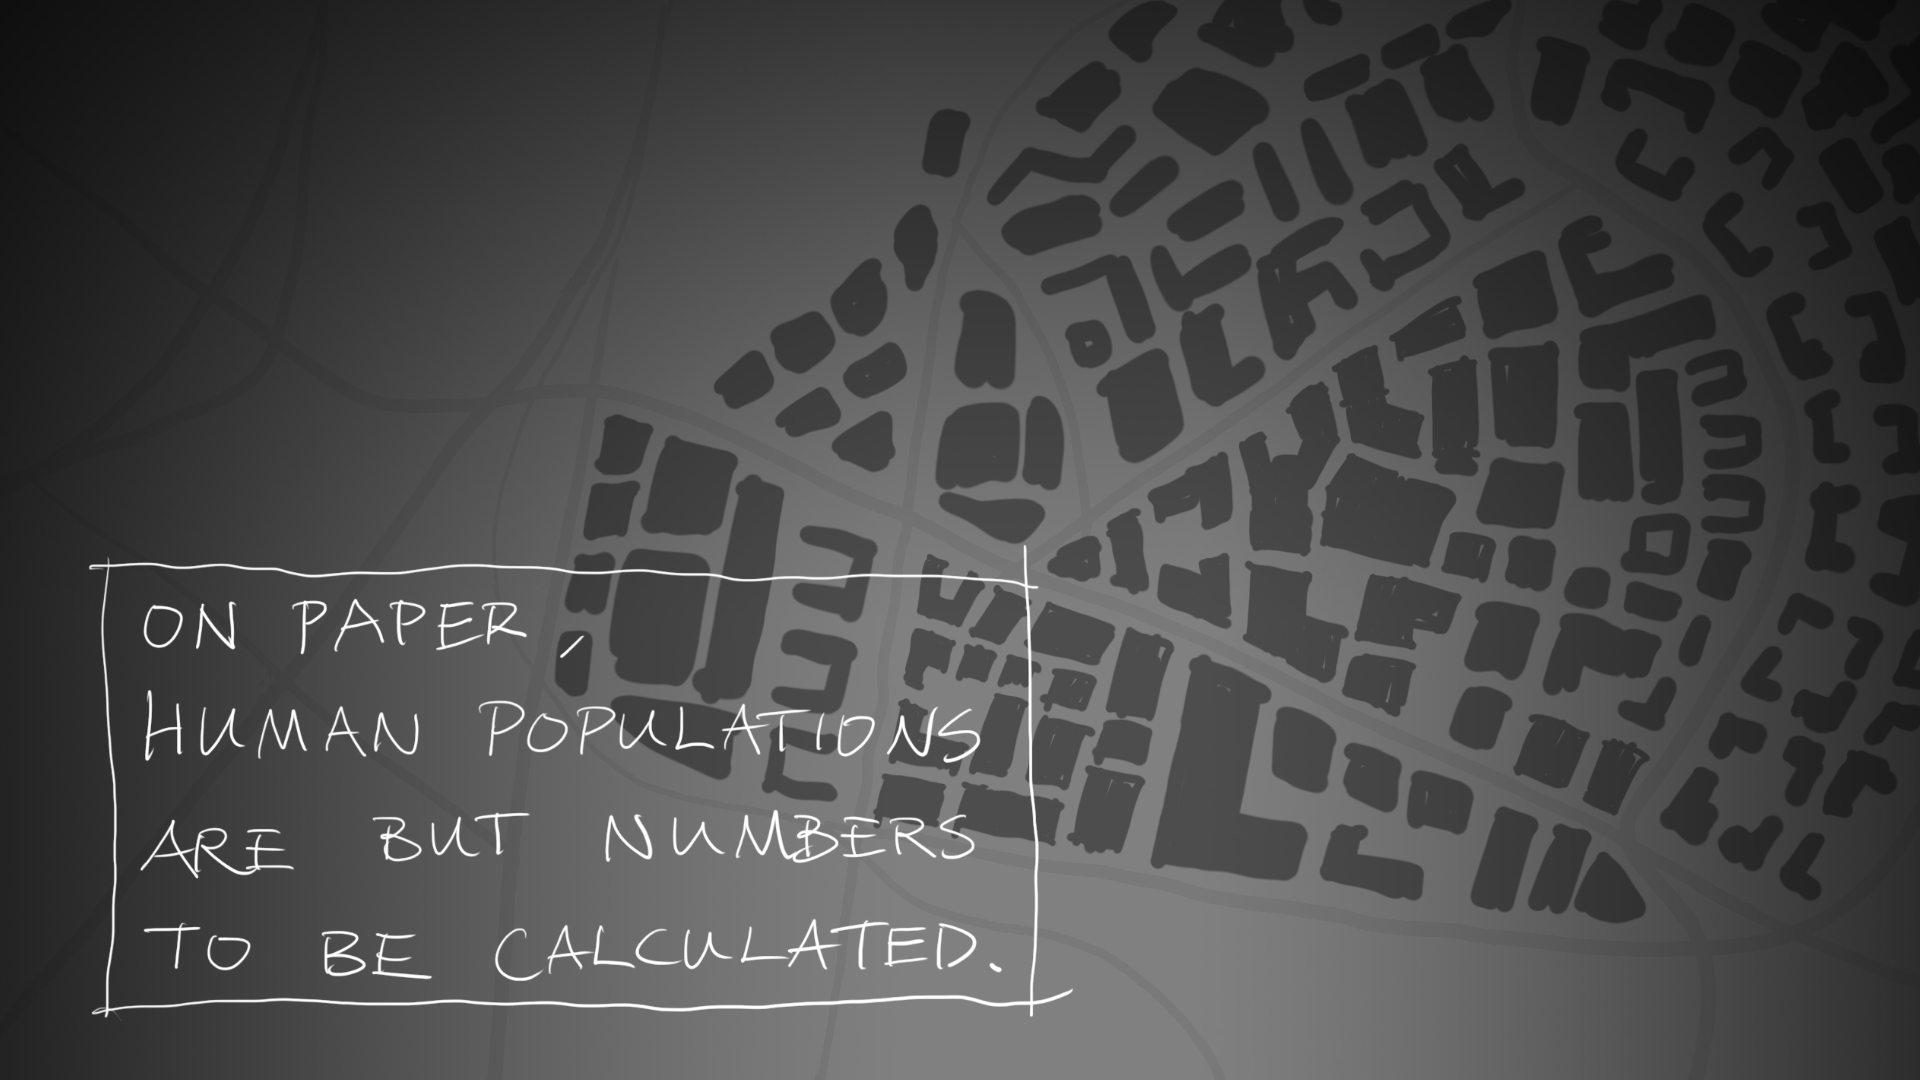 ON PAPER,
HUMAN POPULATIONS
ARE BUT NUMBERS
TO BE CALCULATED.